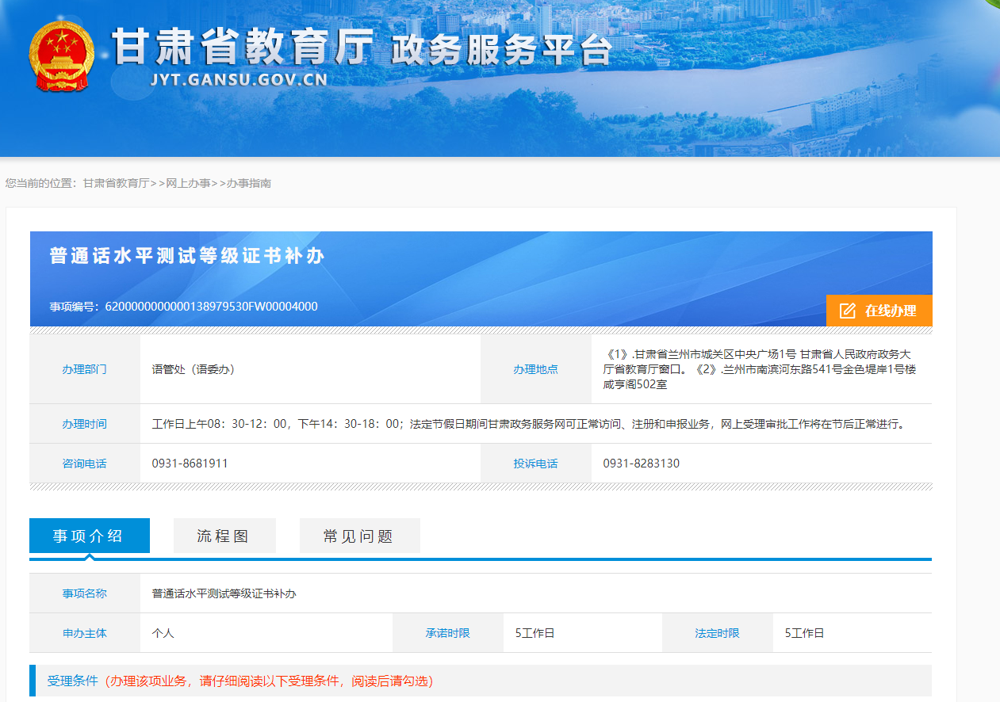 甘肃省教育厅 政务服务平台
JYT.GANSU.GOV.CN
您当前的位置：甘肃省教育厅>>网上办事>>办事指南
普通话水平测试等级证书补办
事项编号：6200000000000138979530FW00004000
在线办理
办理部门 语管处（语委办） 办理地点 《1》.甘肃省兰州市城关区中央广场1号 甘肃省人民政府政务大
厅省教育厅窗口。《2》.兰州市南滨河东路541号金色堤岸1号楼
咸亨阁502室
办理时间 工作日上午08：30-12：00，下午14：30-18：00；法定节假日期间甘肃政务服务网可正常访问、注册和申报业务，网上受理审批工作将在节后正常进行。
咨询电话 0931-8681911 投诉电话 0931-8283130
事项介绍 流程图 常见问题
事项名称 普通话水平测试等级证书补办
申办主体 个人 承诺时限 5工作日 法定时限 5工作日
受理条件（办理该项业务，请仔细阅读以下受理条件，阅读后请勾选）